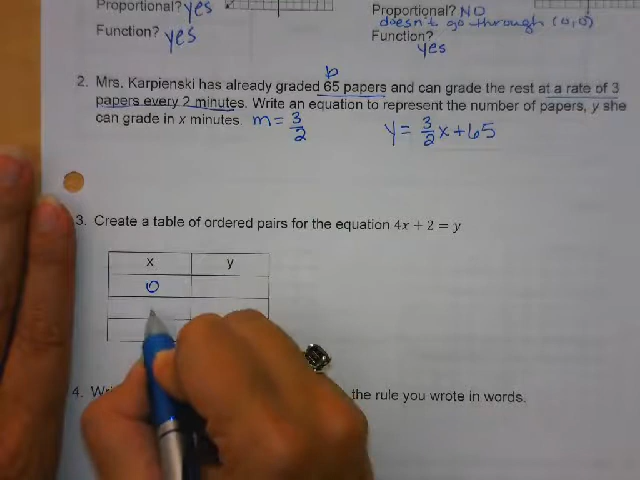 Proportional? yes
Function? yes
Proportional? NO
doesn't go through (0,0)
Function?
yes
b
2. Mrs. Karpienski has already graded 65 papers and can grade the rest at a rate of 3
papers every 2 minutes. Write an equation to represent the number of papers, y she
can grade in x minutes. m = 3/2 y = 3/2 x + 65
3. Create a table of ordered pairs for the equation 4x + 2 = y
x y
0
4. the rule you wrote in words.